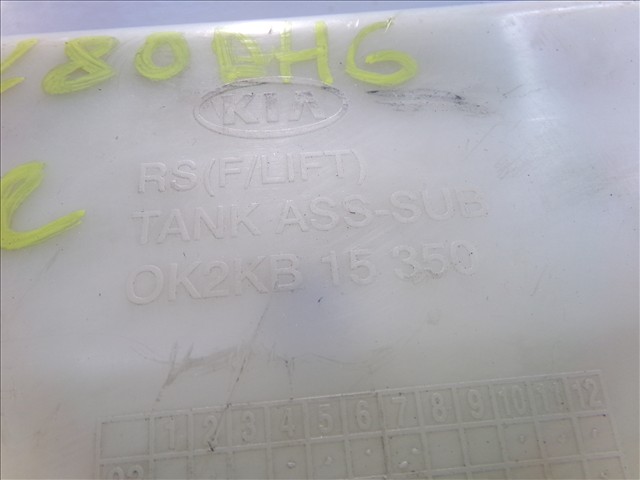 80DH6
KIA
RS(F/LIFT)
TANK ASS-SUB
OK2KB 15 350
1 2 3 4 5 6 7 8 9 10 11 12